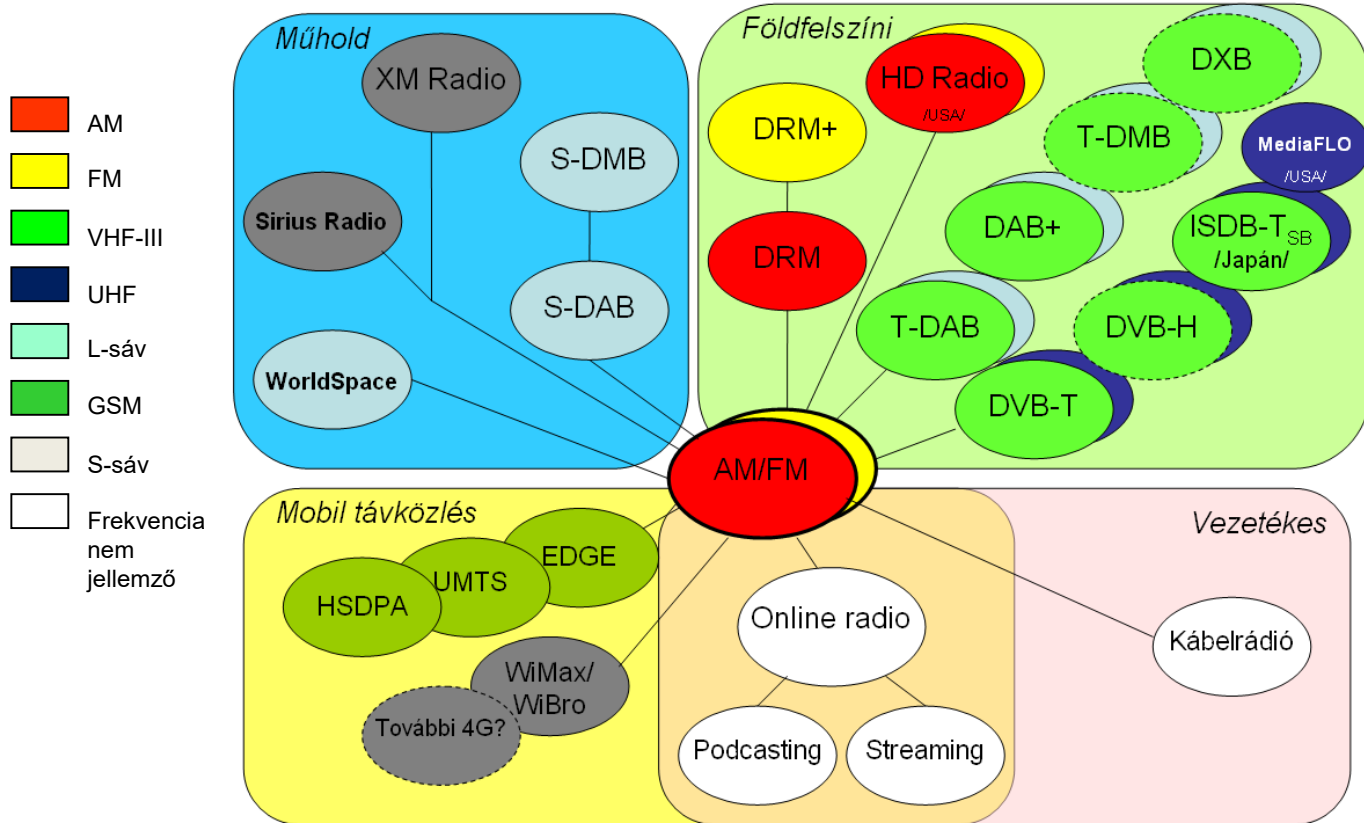 AM
FM
VHF-III
UHF
L-sáv
GSM
S-sáv
Frekvencia
nem
jellemző
Műhold
XM Radio
S-DMB
Sirius Radio
S-DAB
WorldSpace
Földfelszíni
HD Radio
/USA/
DXB
DRM+
T-DMB
MediaFLO
/USA/
DRM
DAB+
ISDB-TSB
/Japán/
T-DAB
DVB-H
DVB-T
AM/FM
Mobil távközlés
EDGE
UMTS
HSDPA
WiMax/
WiBro
További 4G?
Online radio
Podcasting
Streaming
Vezetékes
Kábelrádió